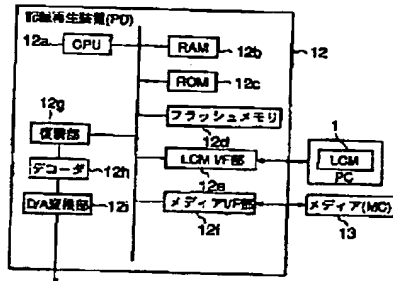 記録再生装置(PD)
12a CPU
RAM 12b
12
ROM 12c
12g
フラッシュメモリ
12d
復調部
1
LCM I/F部
LCM
PC
12e
デコーダ 12h
D/A変換部 12i
メディアI/F部
メディア(MC)
12f
13